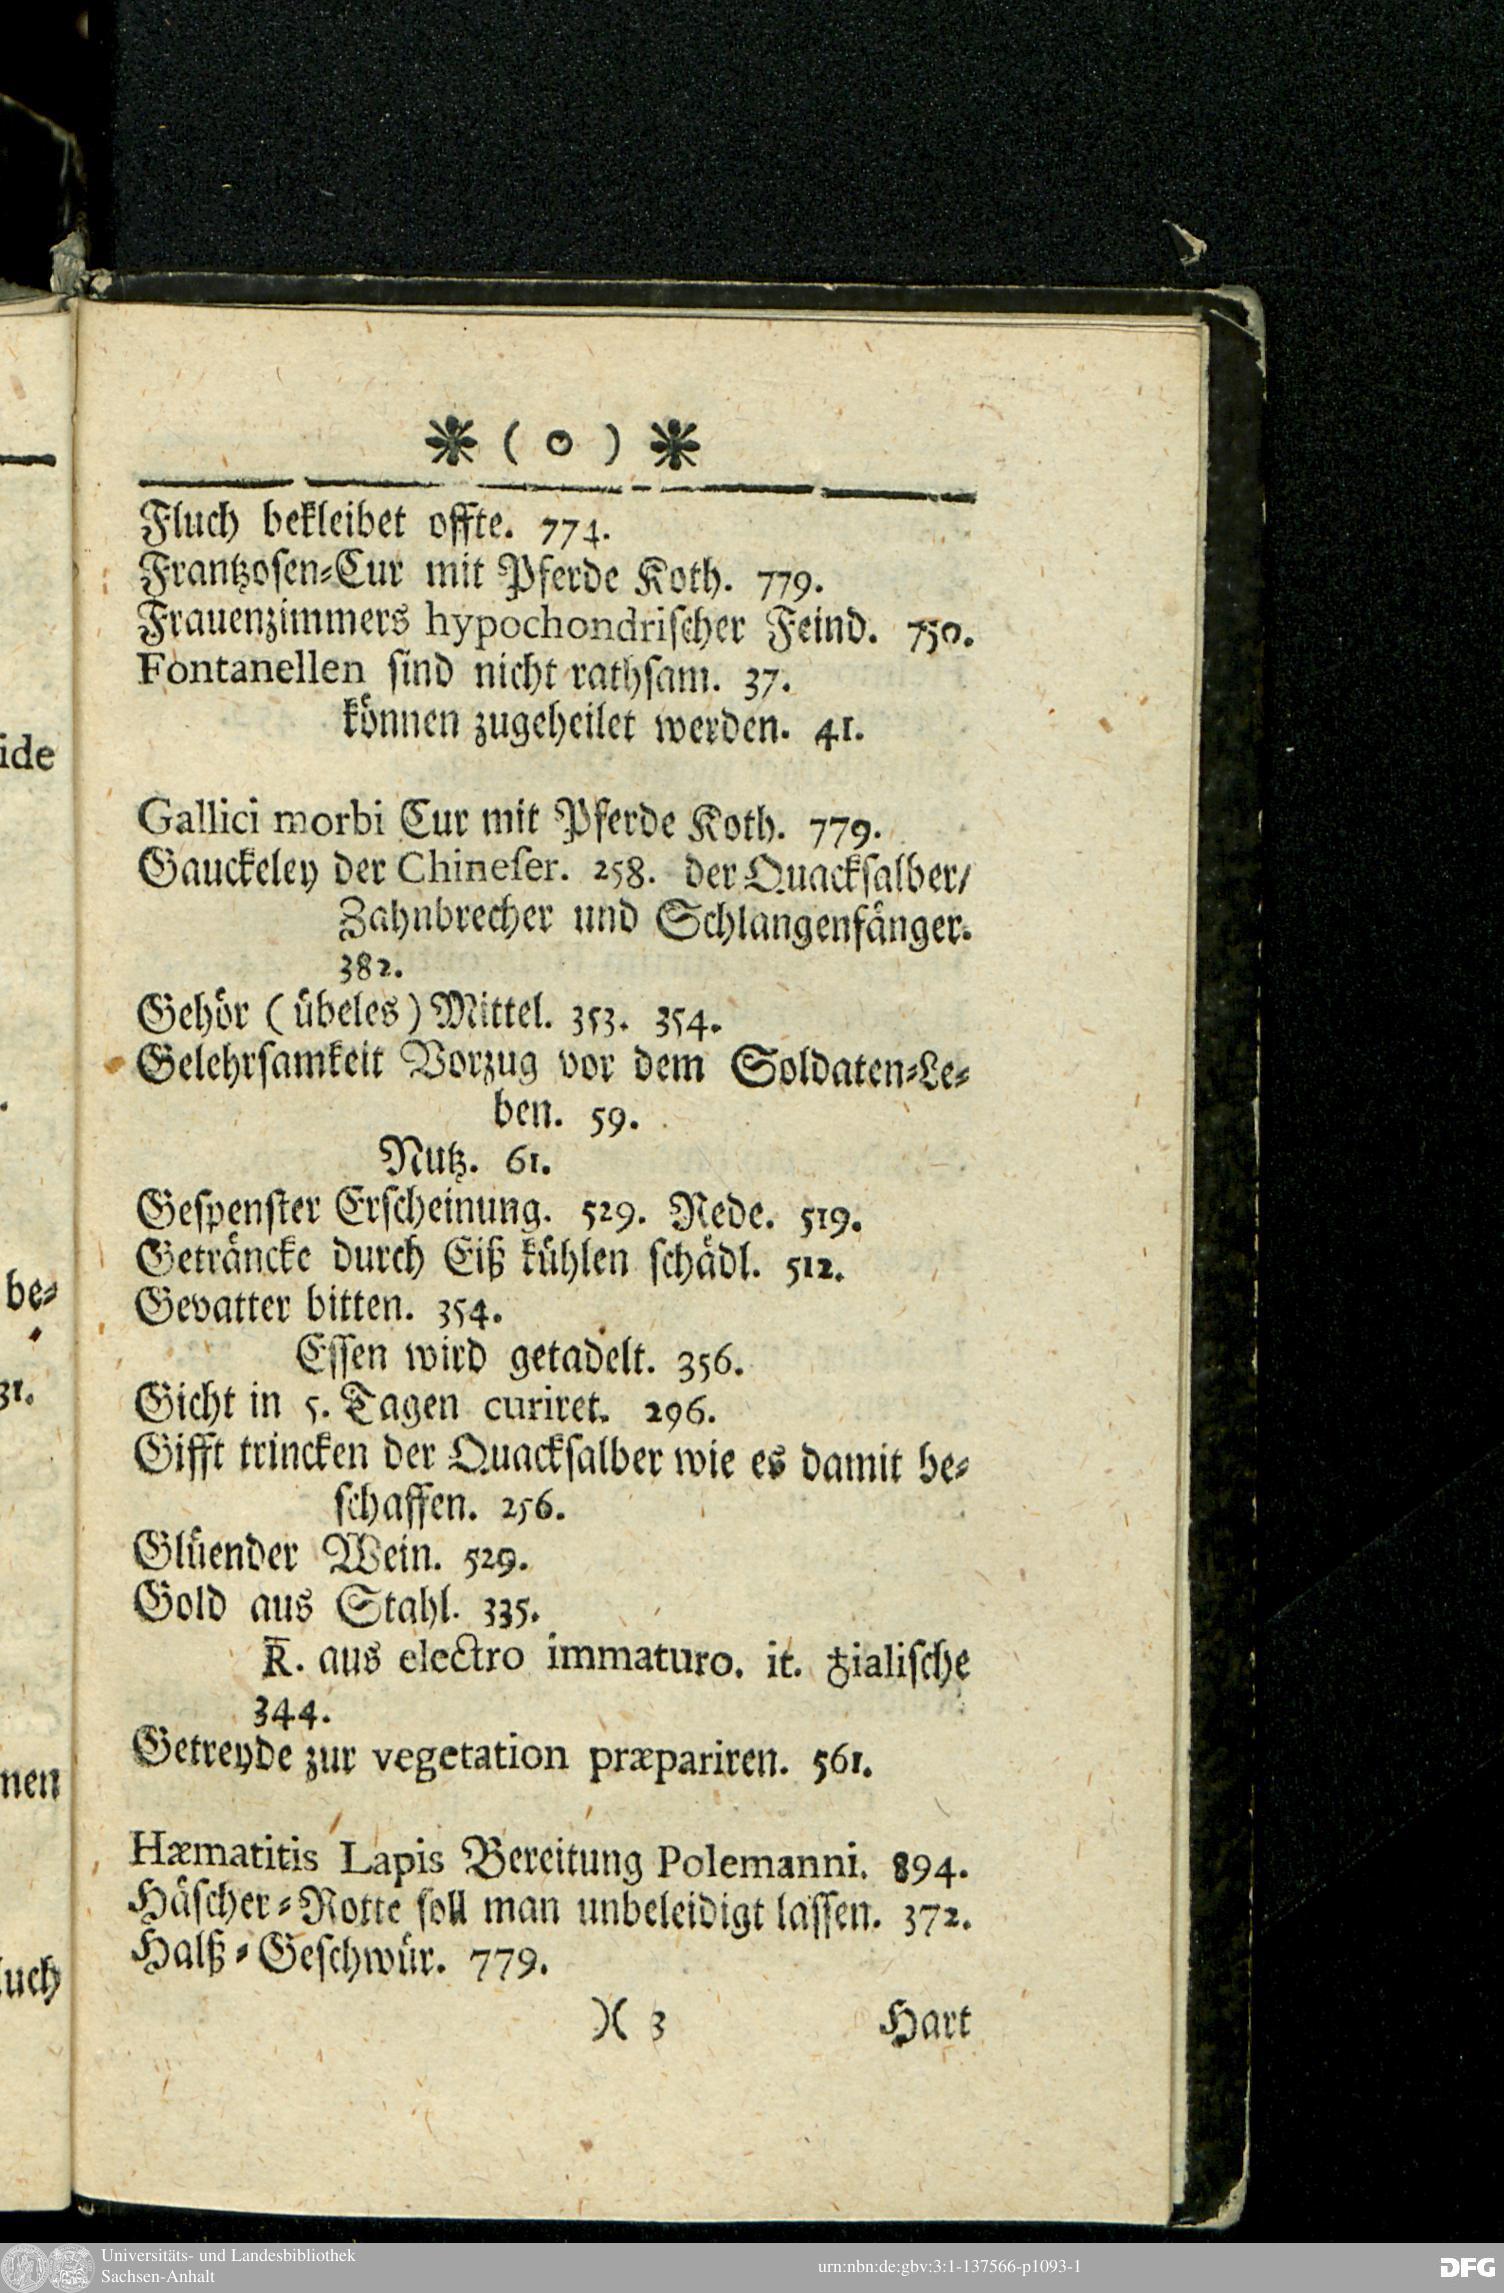 * ( o ) *
Fluch bekleibet offte. 774.
Frantzosen-Cur mit Pferde Koth. 779.
Frauenzimmers hypochondrischer Feind. 750.
Fontanellen sind nicht rathsam. 37.
können zugeheilet werden. 41.
Gallici morbi Cur mit Pferde Koth. 779.
Gauckeley der Chineser. 258. der Quacksalber/
Zahnbrecher und Schlangenfänger.
382.
Gehör (übeles) Mittel. 353. 354.
Gelehrsamkeit Vorzug vor dem Soldaten-Le-
ben. 59.
Nutz. 61.
Gespenster Erscheinung. 529. Rede. 519.
Geträncke durch Eiß kühlen schädl. 512.
Gevatter bitten. 354.
Essen wird getadelt. 356.
Gicht in 5. Tagen curiret. 296.
Gifft trincken der Quacksalber wie es damit be-
schaffen. 256.
Glüender Wein. 529.
Gold aus Stahl. 335.
R. aus electro immaturo. it. ♁ialische
344.
Getreyde zur vegetation præpariren. 561.
Hæmatitis Lapis Bereitung Polemanni. 894.
Häscher-Rotte soll man unbeleidigt lassen. 372.
Halß-Geschwür. 779.
)( 3 Hart
ide
be-
31.
nen
luch
Universitäts- und Landesbibliothek
Sachsen-Anhalt
urn:nbn:de:gbv:3:1-137566-p1093-1
DFG